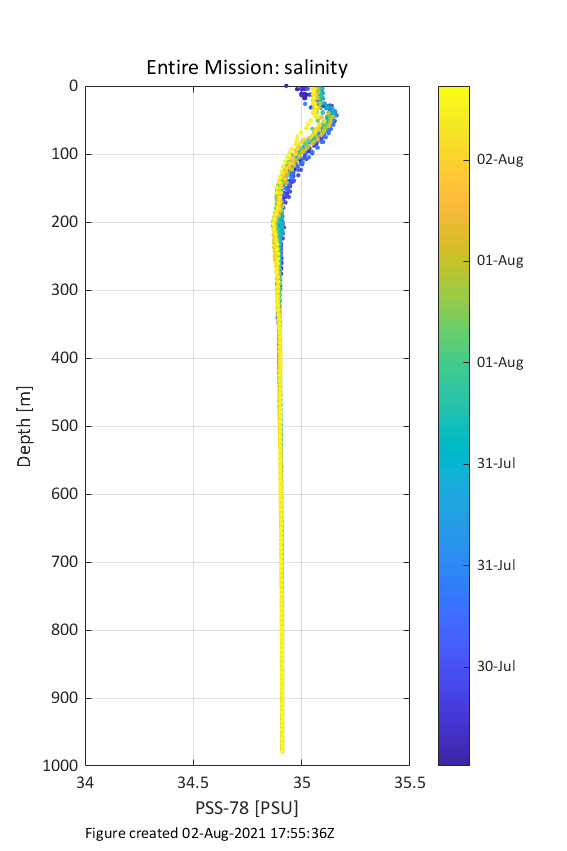 Entire Mission: salinity
0
100
200
300
400
500
600
700
800
900
1000
Depth [m]
34
34.5
35
35.5
PSS-78 [PSU]
02-Aug
01-Aug
01-Aug
31-Jul
31-Jul
30-Jul
Figure created 02-Aug-2021 17:55:36Z